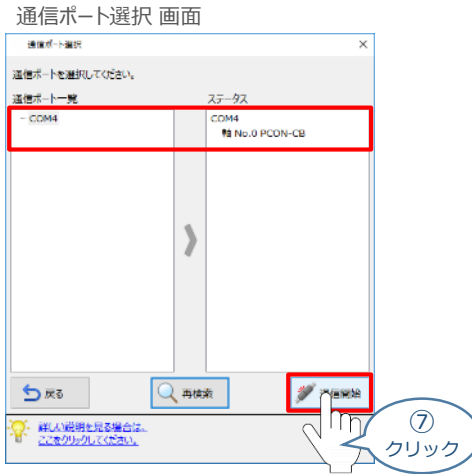 通信ポート選択 画面
通信ポート選択
通信ポートを選択してください。
通信ポート一覧
ステータス
COM4
COM4
軸 No.0 PCON-CB
戻る
再検索
通信開始
詳しい説明を見る場合は、
ここをクリックしてください。
⑦
クリック